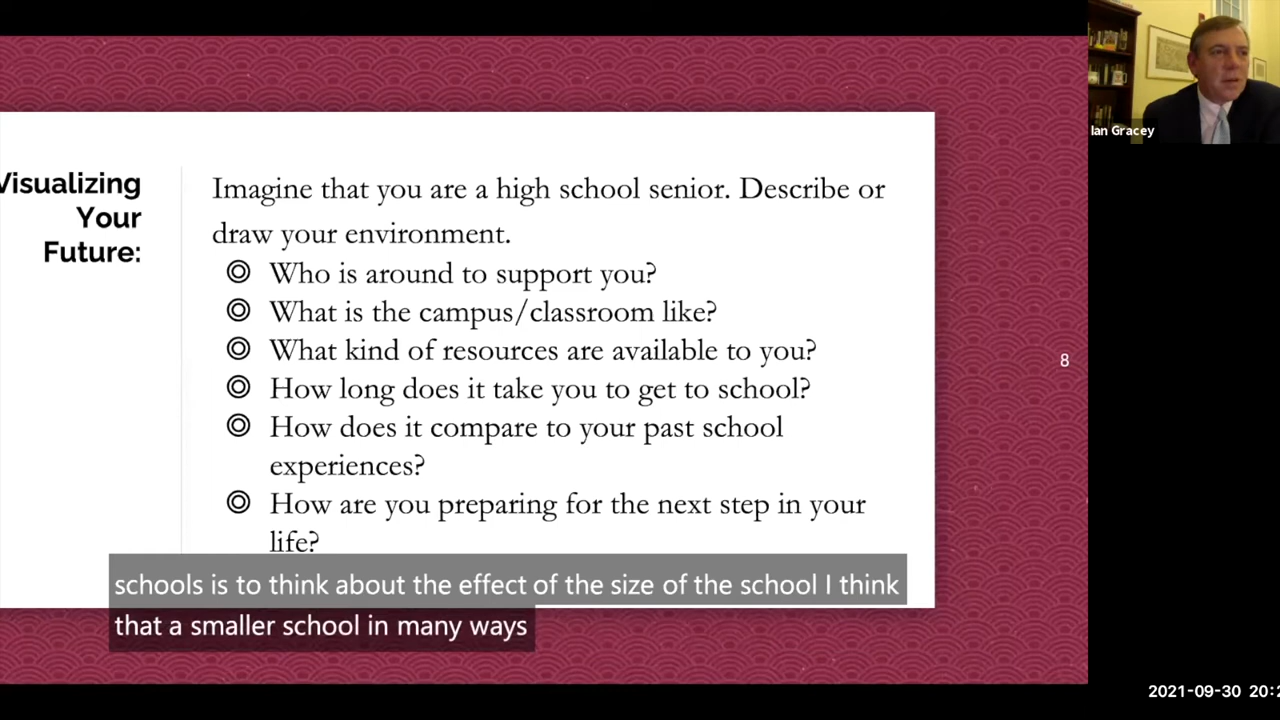 Visualizing
Your
Future:
Imagine that you are a high school senior. Describe or
draw your environment.
Who is around to support you?
What is the campus/classroom like?
What kind of resources are available to you?
How long does it take you to get to school?
How does it compare to your past school
experiences?
How are you preparing for the next step in your
life?
8
schools is to think about the effect of the size of the school I think
that a smaller school in many ways
Ian Gracey
2021-09-30 20:2